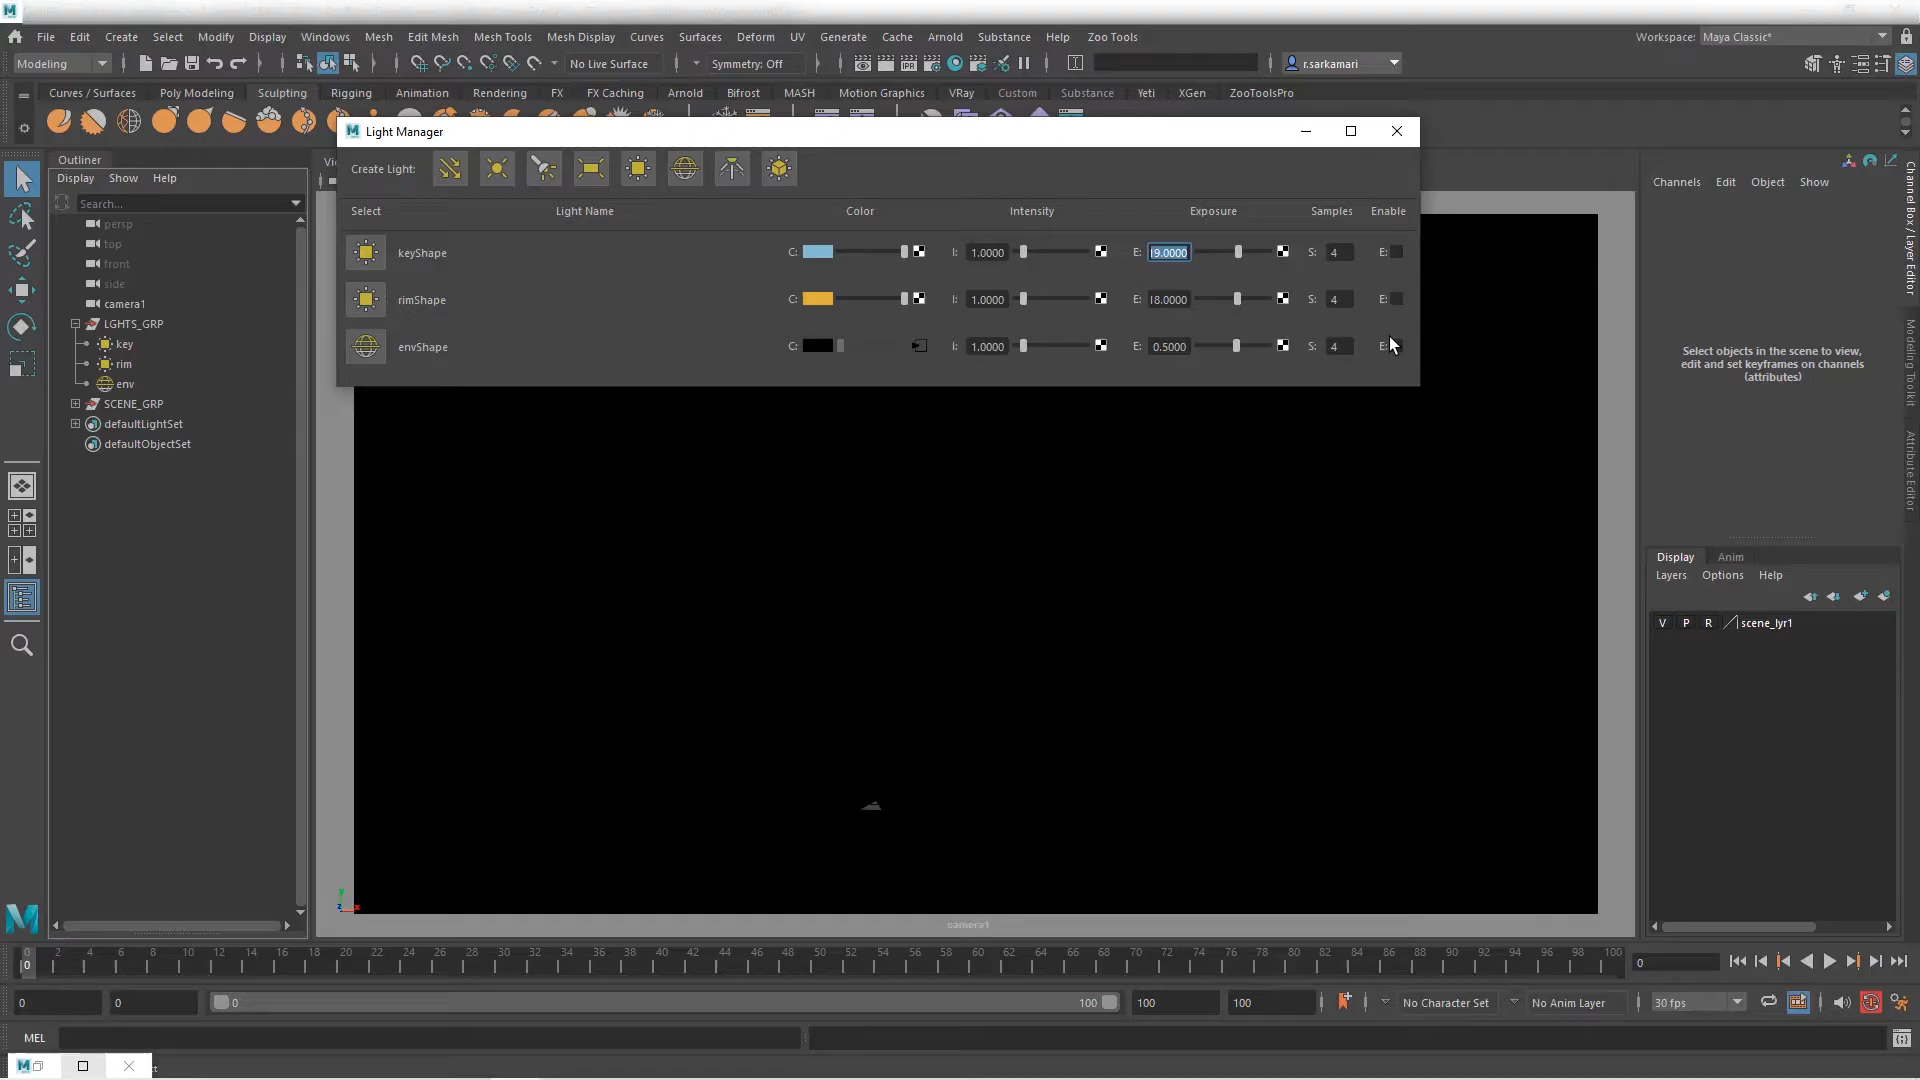 File Edit Create Select Modify Display Windows Mesh Edit Mesh Mesh Tools Mesh Display Curves Surfaces Deform UV Generate Cache Arnold Substance Help Zoo Tools
Workspace: Maya Classic*
Modeling No Live Surface Symmetry: Off r.sarkamari
Curves / Surfaces Poly Modeling Sculpting Rigging Animation Rendering FX FX Caching Arnold Bifrost MASH Motion Graphics VRay Custom Substance Yeti XGen ZooToolsPro
Light Manager
Outliner
Display Show Help
Search...
persp
top
front
side
camera1
LGHTS_GRP
key
rim
env
SCENE_GRP
defaultLightSet
defaultObjectSet
Create Light:
Select Light Name Color Intensity Exposure Samples Enable
keyShape C: I: 1.0000 E: 19.0000 S: 4 E:
rimShape C: I: 1.0000 E: 18.0000 S: 4 E:
envShape C: I: 1.0000 E: 0.5000 S: 4 E:
camera1
y
z x
Channels Edit Object Show
Select objects in the scene to view,
edit and set keyframes on channels
(attributes)
Channel Box / Layer Editor
Modeling Toolkit
Attribute Editor
Display Anim
Layers Options Help
V P R scene_lyr1
0 2 4 6 8 10 12 14 16 18 20 22 24 26 28 30 32 34 36 38 40 42 44 46 48 50 52 54 56 58 60 62 64 66 68 70 72 74 76 78 80 82 84 86 88 90 92 94 96 98 100
0 0
0 0 0 100 100 100 No Character Set No Anim Layer 30 fps
MEL